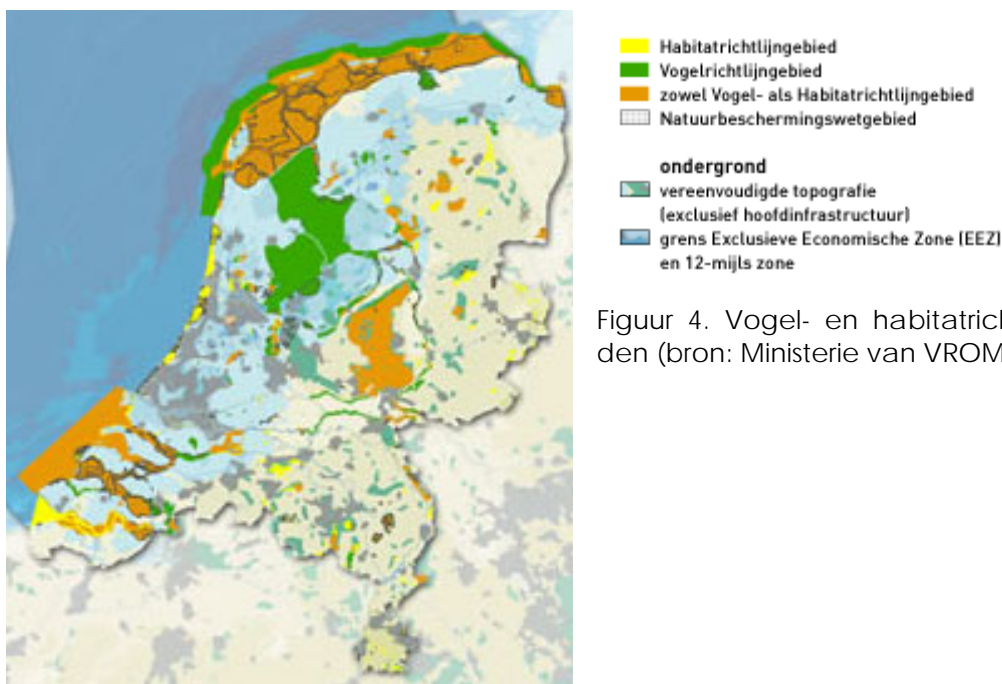 Habitatrichtlijngebied
Vogelrichtlijngebied
zowel Vogel- als Habitatrichtlijngebied
Natuurbeschermingswetgebied
ondergrond
vereenvoudigde topografie
(exclusief hoofdinfrastructuur)
grens Exclusieve Economische Zone (EEZ)
en 12-mijls zone
Figuur 4. Vogel- en habitatricl
den (bron: Ministerie van VROM